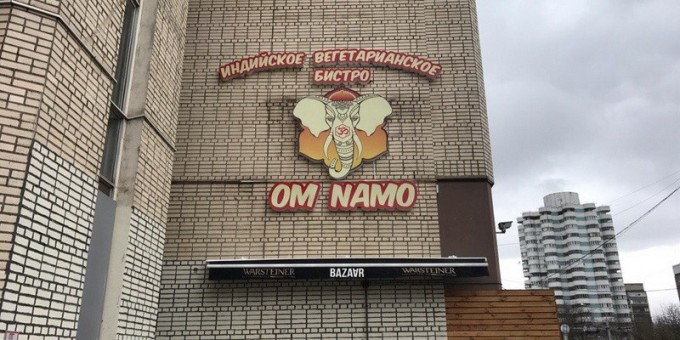 ИНДИЙСКОЕ ВЕГЕТАРИАНСКОЕ
БИСТРО
ॐ
OM NAMO
WARSTEINER BAZAAR WARSTEINER